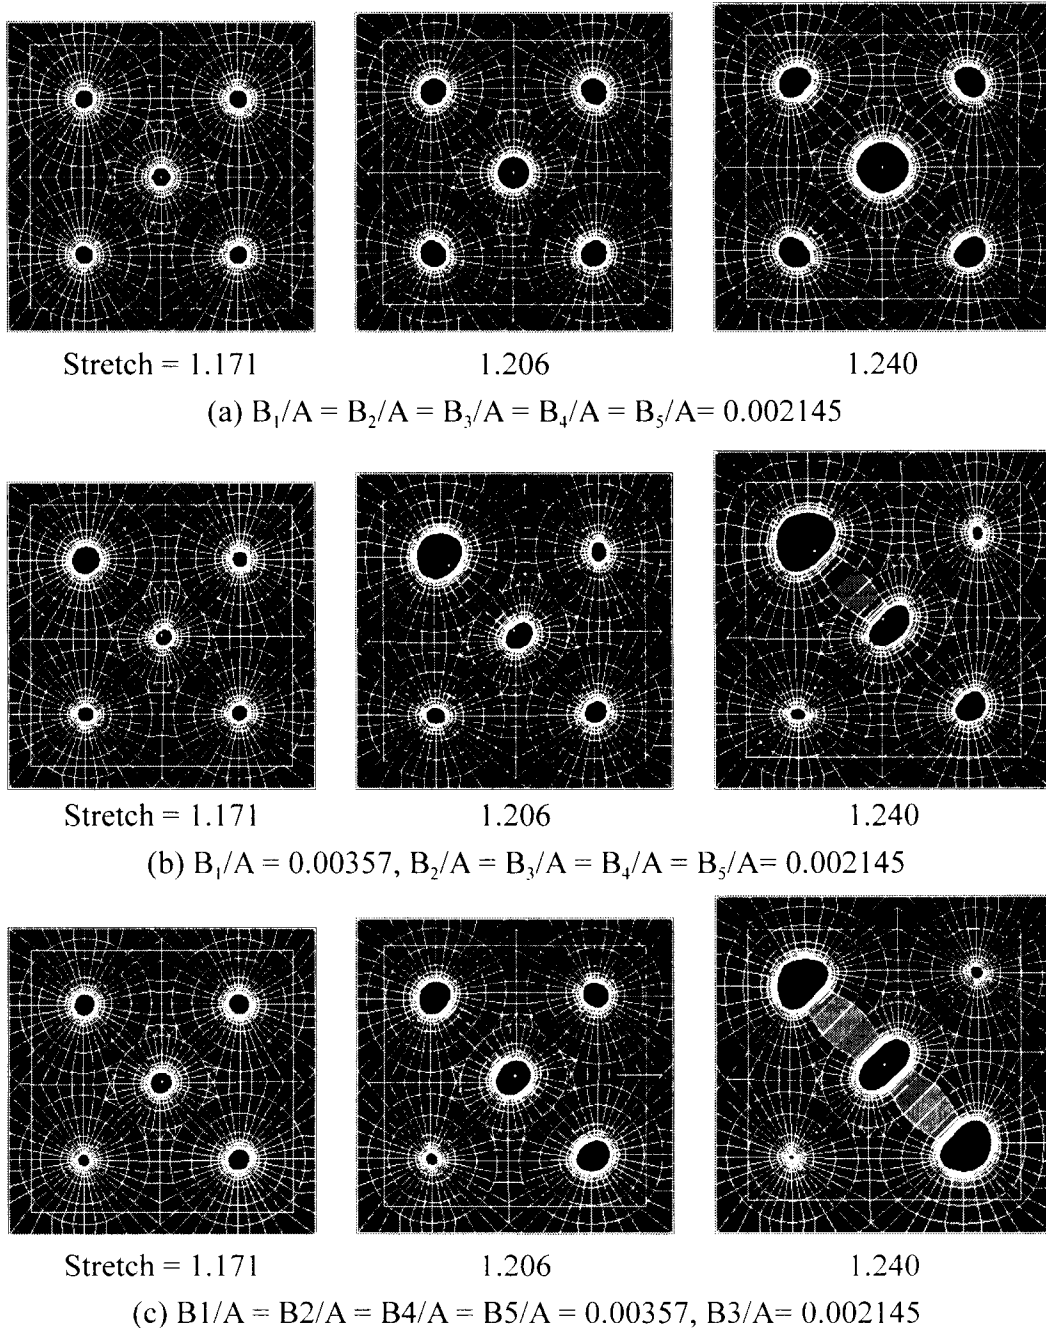 Stretch = 1.171 1.206 1.240
(a) B₁/A = B₂/A = B₃/A = B₄/A = B₅/A= 0.002145
Stretch = 1.171 1.206 1.240
(b) B₁/A = 0.00357, B₂/A = B₃/A = B₄/A = B₅/A= 0.002145
Stretch = 1.171 1.206 1.240
(c) B1/A = B2/A = B4/A = B5/A = 0.00357, B3/A= 0.002145